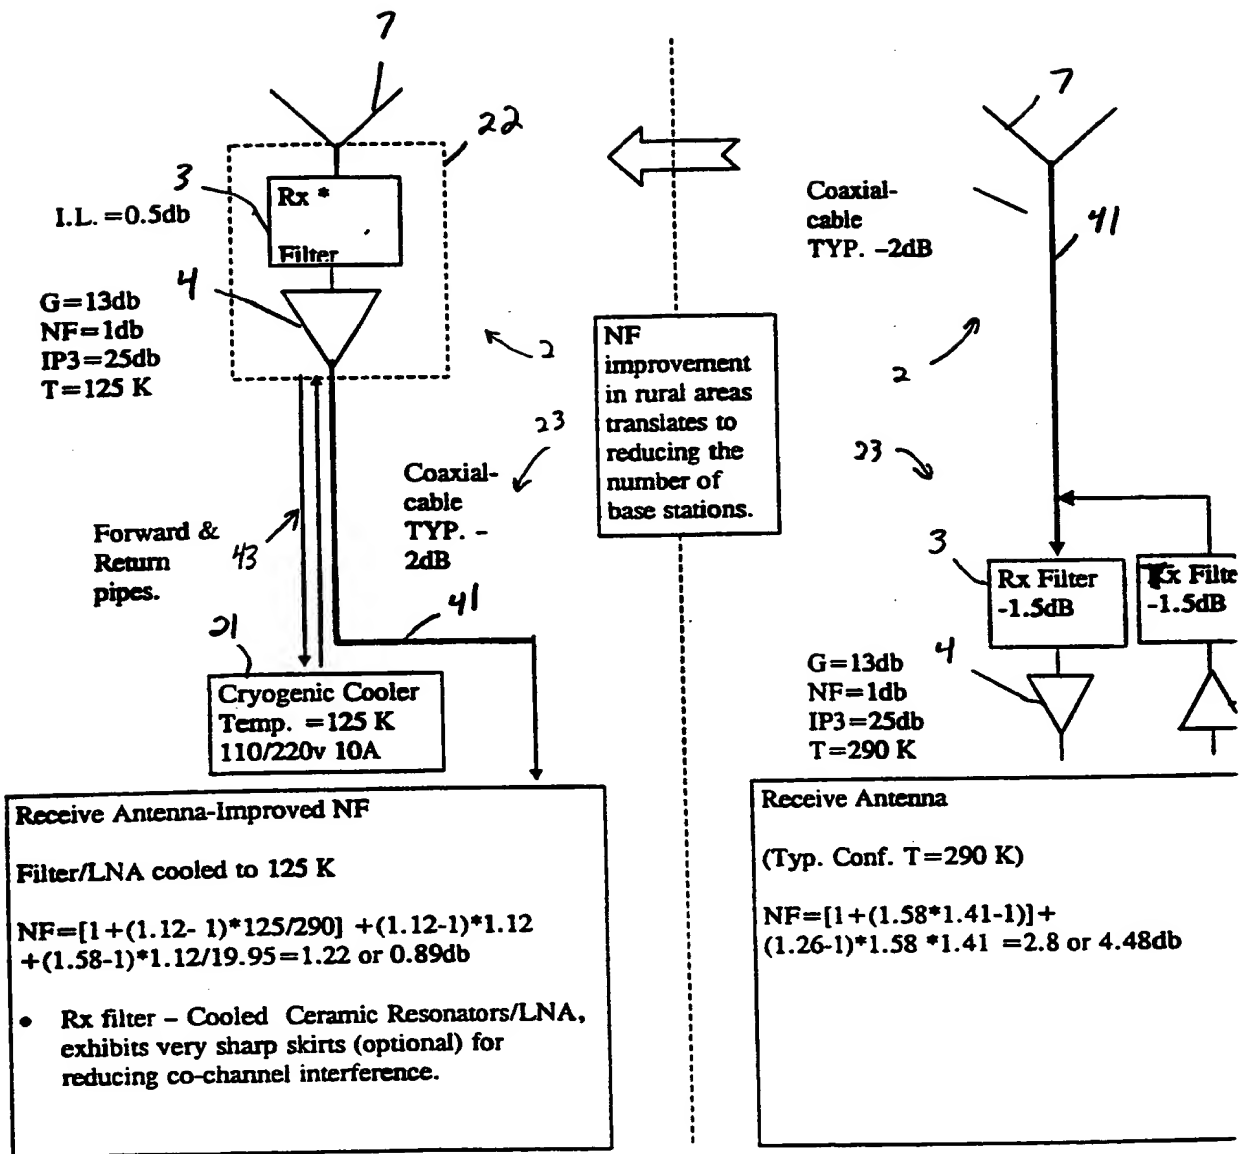 7
22
3
Rx *
Filter
I.L.=0.5db
4
G=13db
NF=1db
IP3=25db
T=125 K
2
23
Coaxial-
cable
TYP. -
2dB
Forward &
Return
pipes.
43
41
21
Cryogenic Cooler
Temp. =125 K
110/220v 10A
Receive Antenna-Improved NF
Filter/LNA cooled to 125 K
NF=[1+(1.12- 1)*125/290] +(1.12-1)*1.12
+(1.58-1)*1.12/19.95=1.22 or 0.89db
• Rx filter – Cooled Ceramic Resonators/LNA,
exhibits very sharp skirts (optional) for
reducing co-channel interference.
NF
improvement
in rural areas
translates to
reducing the
number of
base stations.
7
Coaxial-
cable
TYP. -2dB
41
2
23
3
Rx Filter
-1.5dB
Tx Filte
-1.5dB
G=13db
NF=1db
IP3=25db
T=290 K
4
Receive Antenna
(Typ. Conf. T=290 K)
NF=[1+(1.58*1.41-1)]+
(1.26-1)*1.58 *1.41 =2.8 or 4.48db